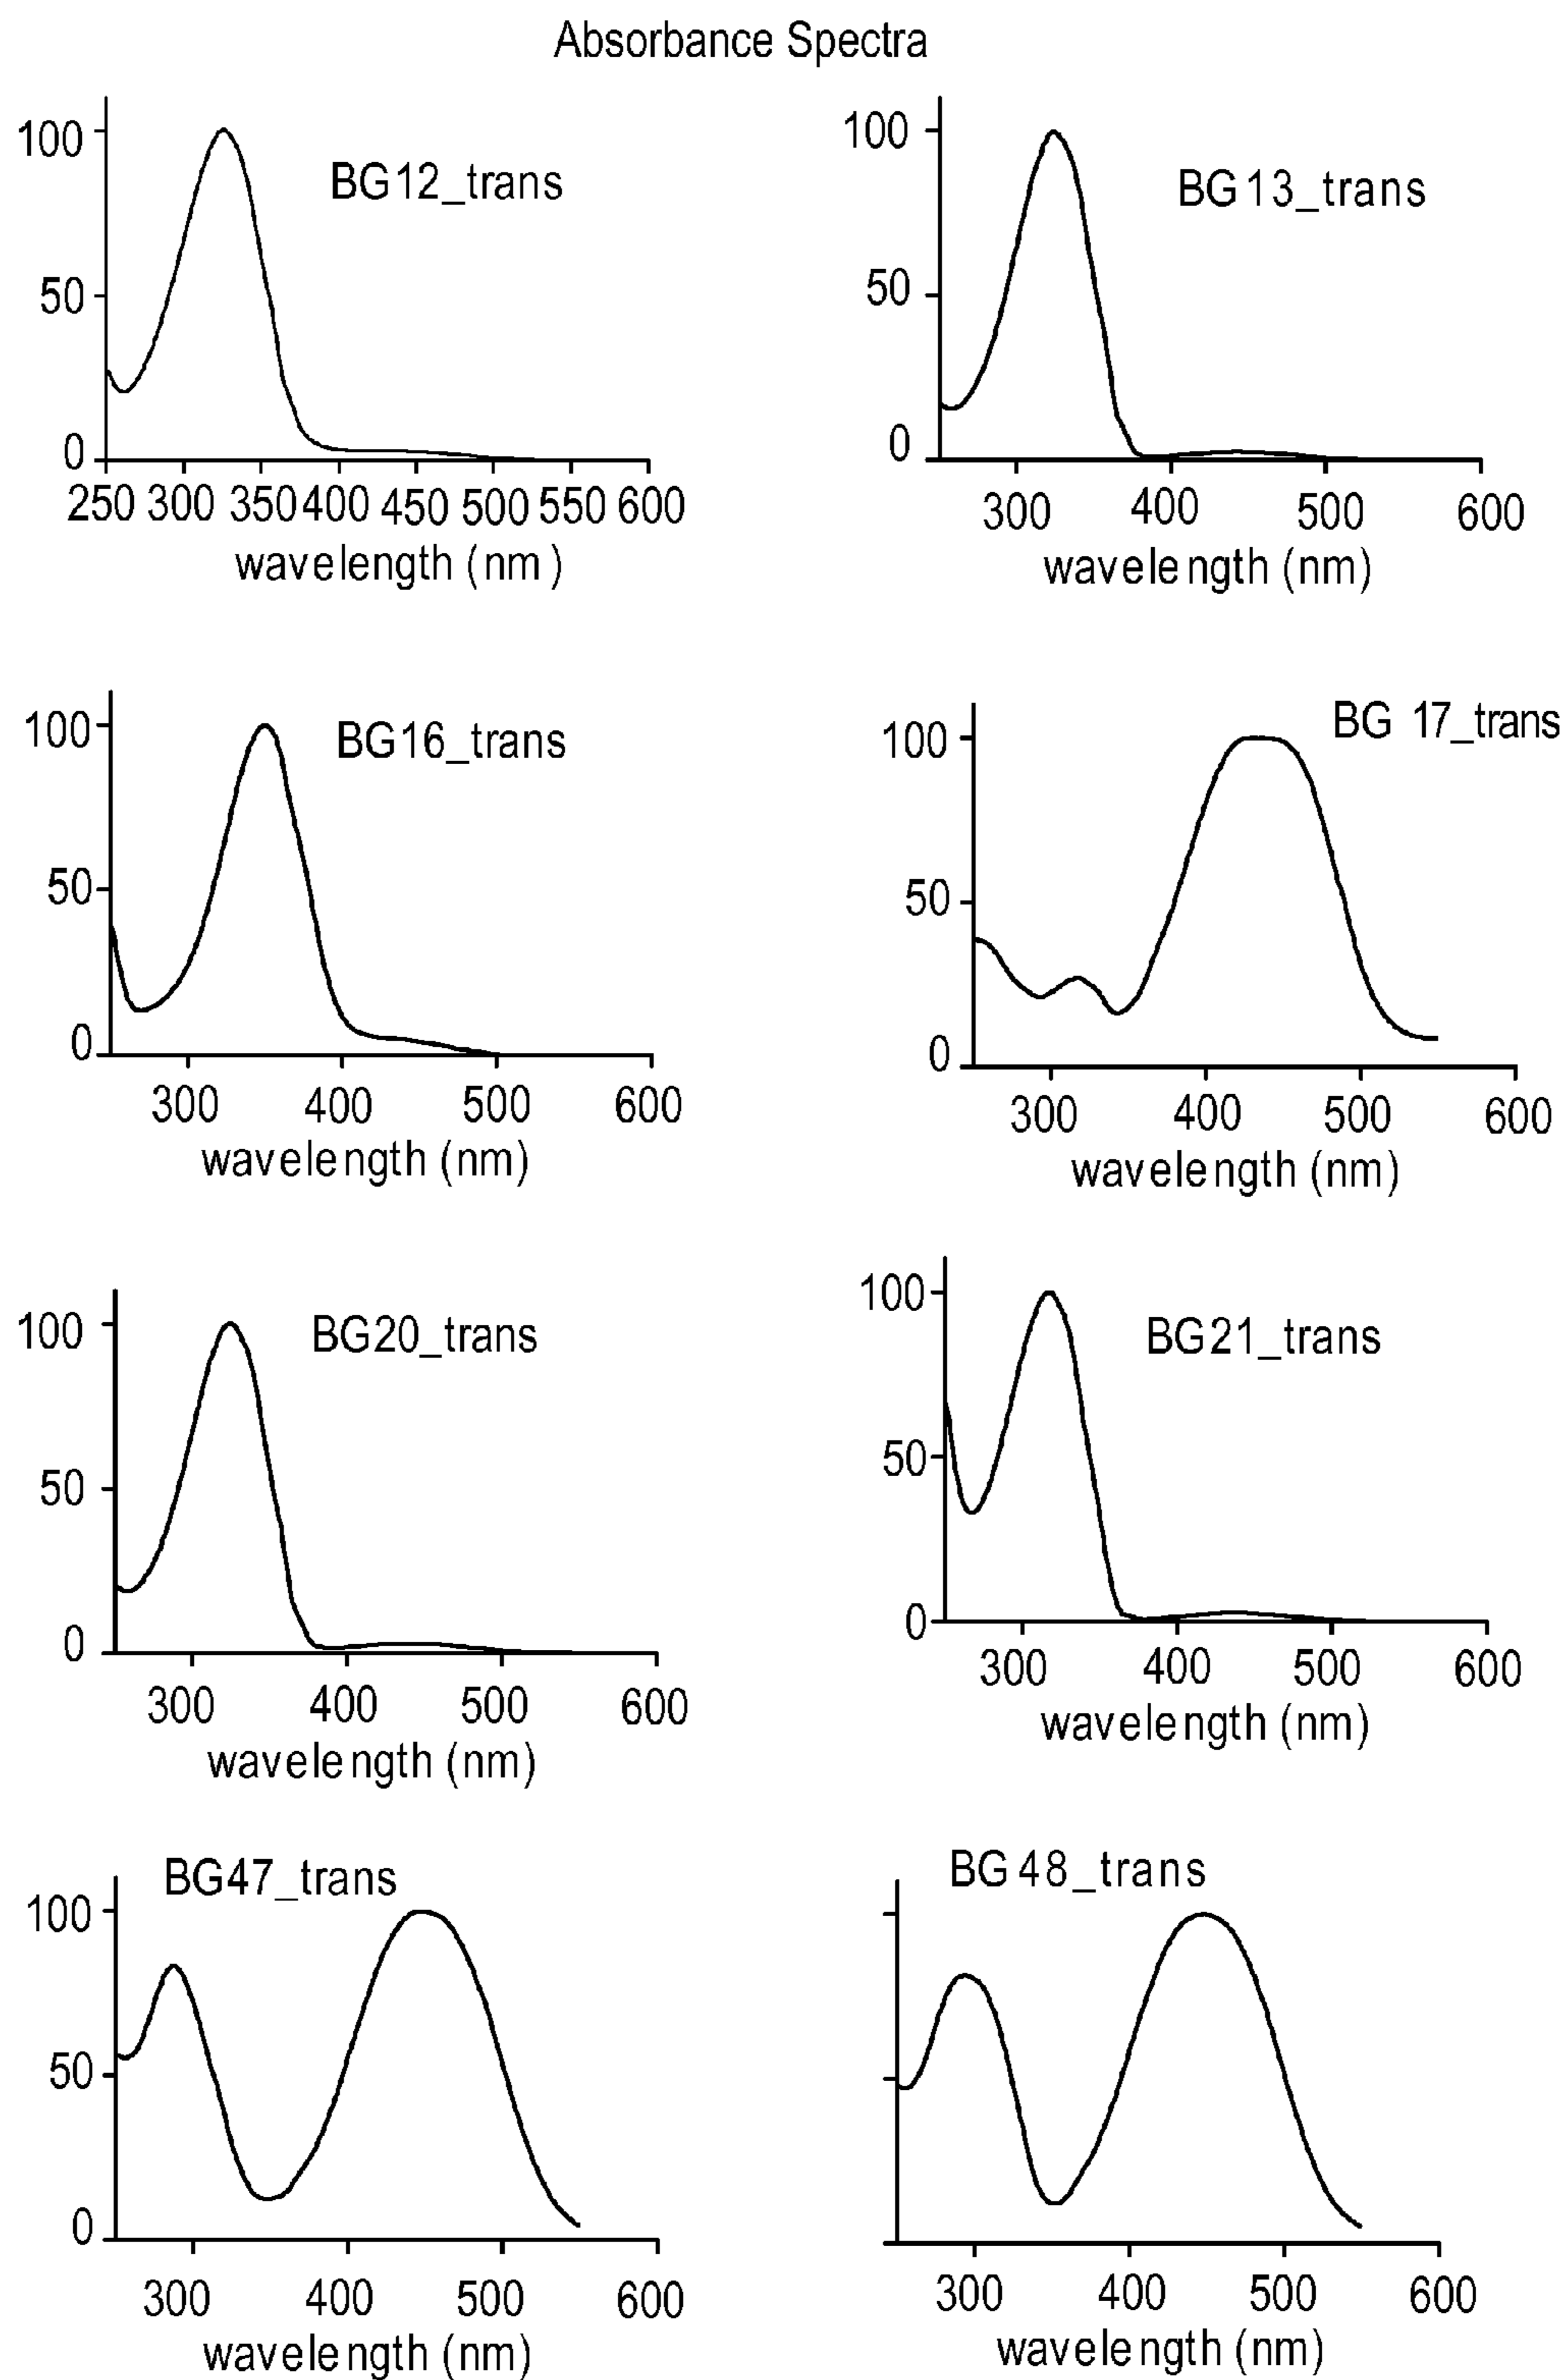 Absorbance Spectra
100
50
0
BG12_trans
250 300 350 400 450 500 550 600
wavelength (nm)
100
50
0
BG13_trans
300 400 500 600
wavelength (nm)
100
50
0
BG16_trans
300 400 500 600
wavelength (nm)
100
50
0
BG 17_trans
300 400 500 600
wavelength (nm)
100
50
0
BG20_trans
300 400 500 600
wavelength (nm)
100
50
0
BG21_trans
300 400 500 600
wavelength (nm)
BG47_trans
100
50
0
300 400 500 600
wavelength (nm)
BG48_trans
300 400 500 600
wavelength (nm)